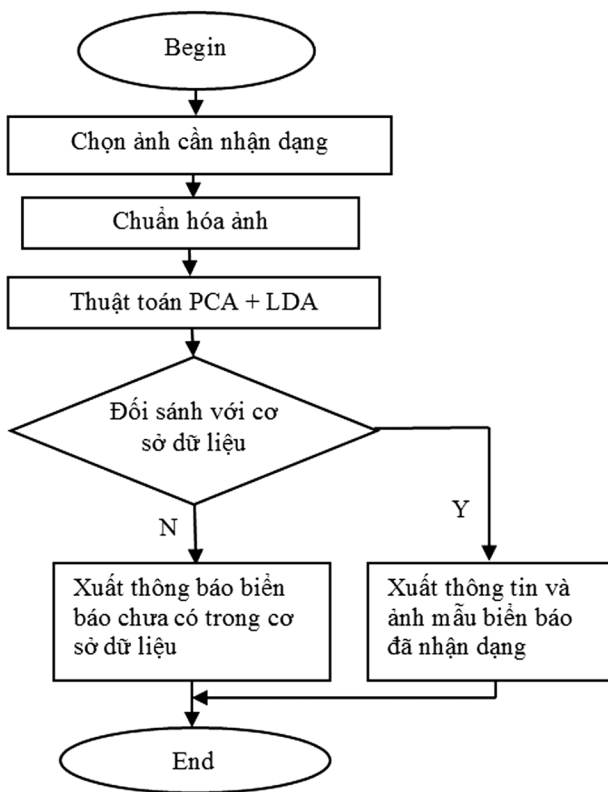 Begin
Chọn ảnh cần nhận dạng
Chuẩn hóa ảnh
Thuật toán PCA + LDA
Đối sánh với cơ
sở dữ liệu
N
Y
Xuất thông báo biển
báo chưa có trong cơ
sở dữ liệu
Xuất thông tin và
ảnh mẫu biển báo
đã nhận dạng
End